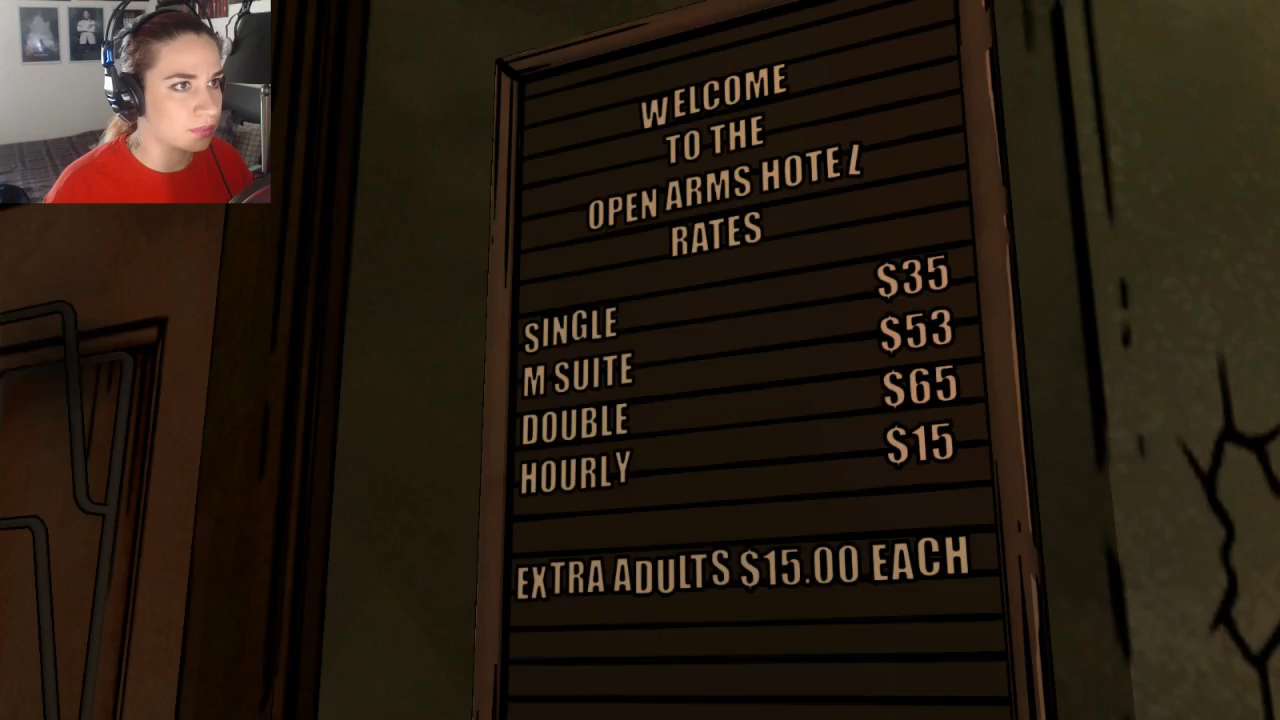 WELCOME
TO THE
OPEN ARMS HOTEL
RATES
SINGLE $35
M SUITE $53
DOUBLE $65
HOURLY $15
EXTRA ADULTS $15.00 EACH